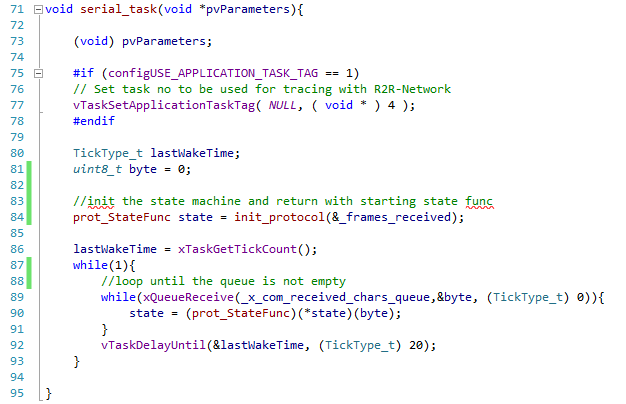 71 void serial_task(void *pvParameters){
72
73     (void) pvParameters;
74
75     #if (configUSE_APPLICATION_TASK_TAG == 1)
76     // Set task no to be used for tracing with R2R-Network
77     vTaskSetApplicationTaskTag( NULL, ( void * ) 4 );
78     #endif
79
80     TickType_t lastWakeTime;
81     uint8_t byte = 0;
82
83     //init the state machine and return with starting state func
84     prot_StateFunc state = init_protocol(&_frames_received);
85
86     lastWakeTime = xTaskGetTickCount();
87     while(1){
88         //loop until the queue is not empty
89         while(xQueueReceive(_x_com_received_chars_queue,&byte, (TickType_t) 0)){
90             state = (prot_StateFunc)(*state)(byte);
91         }
92         vTaskDelayUntil(&lastWakeTime, (TickType_t) 20);
93     }
94
95 }